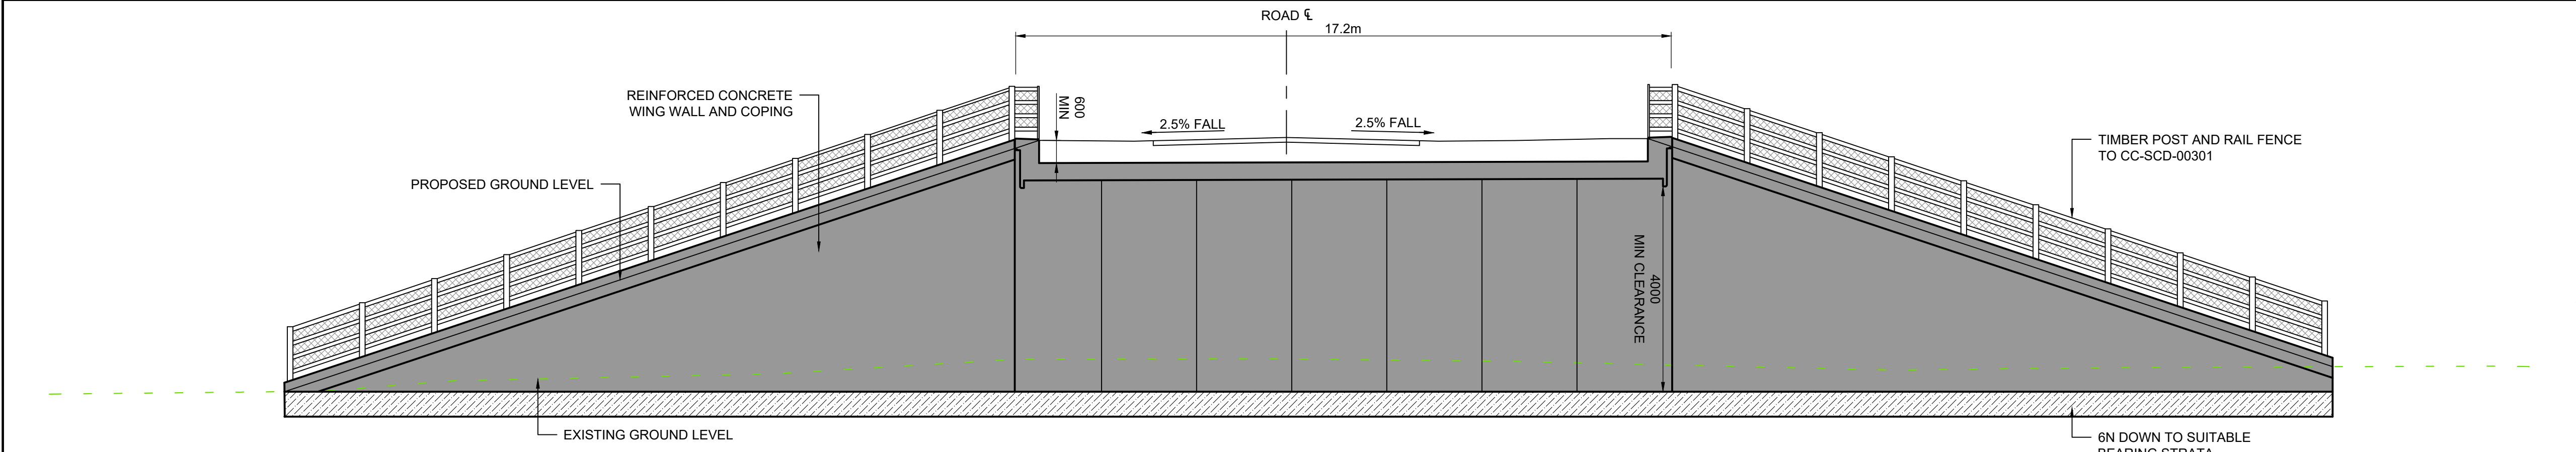 ROAD ℄
17.2m
REINFORCED CONCRETE
WING WALL AND COPING
600
MIN
2.5% FALL
2.5% FALL
TIMBER POST AND RAIL FENCE
TO CC-SCD-00301
PROPOSED GROUND LEVEL
4000
MIN CLEARANCE
EXISTING GROUND LEVEL
6N DOWN TO SUITABLE
BEARING STRATA